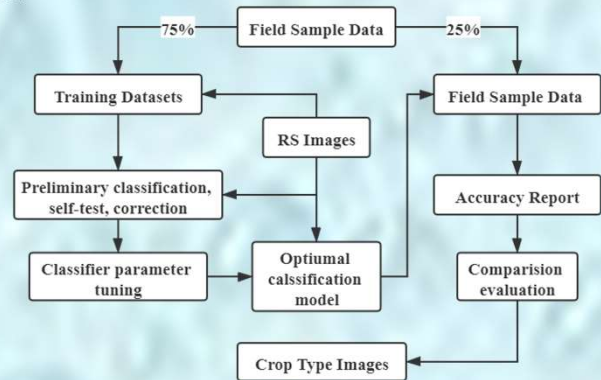 75%
Field Sample Data
25%
Training Datasets
Field Sample Data
RS Images
Preliminary classification,
self-test, correction
Accuracy Report
Classifier parameter
tuning
Optiumal
calssification
model
Comparision
evaluation
Crop Type Images